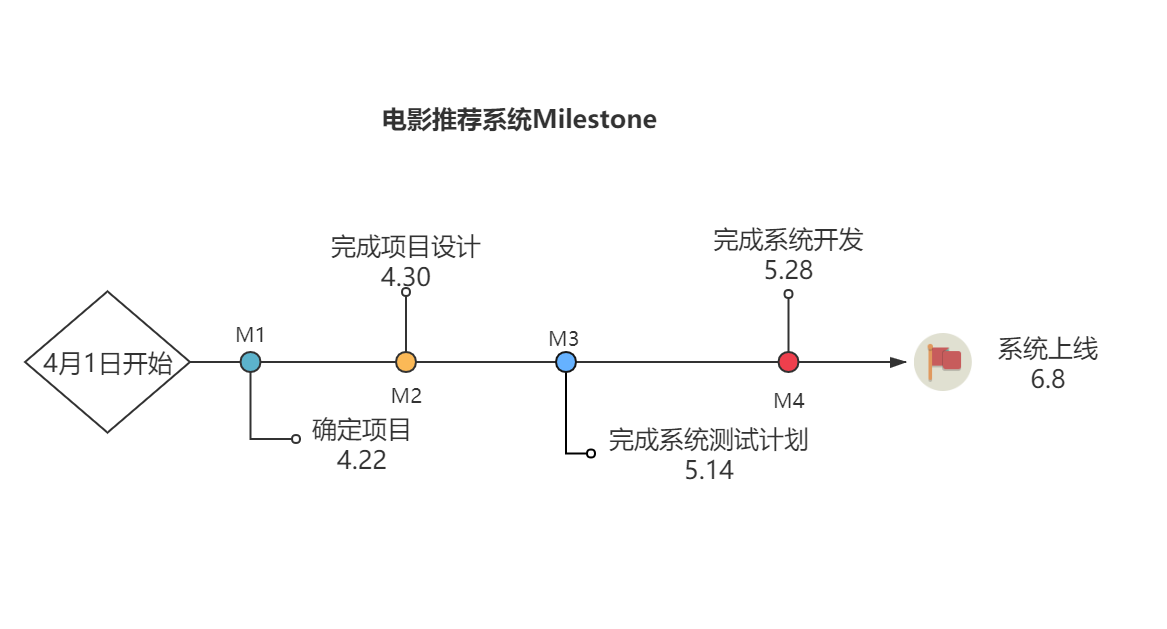 电影推荐系统Milestone
4月1日开始
M1
确定项目
4.22
完成项目设计
4.30
M2
M3
完成系统测试计划
5.14
完成系统开发
5.28
M4
系统上线
6.8